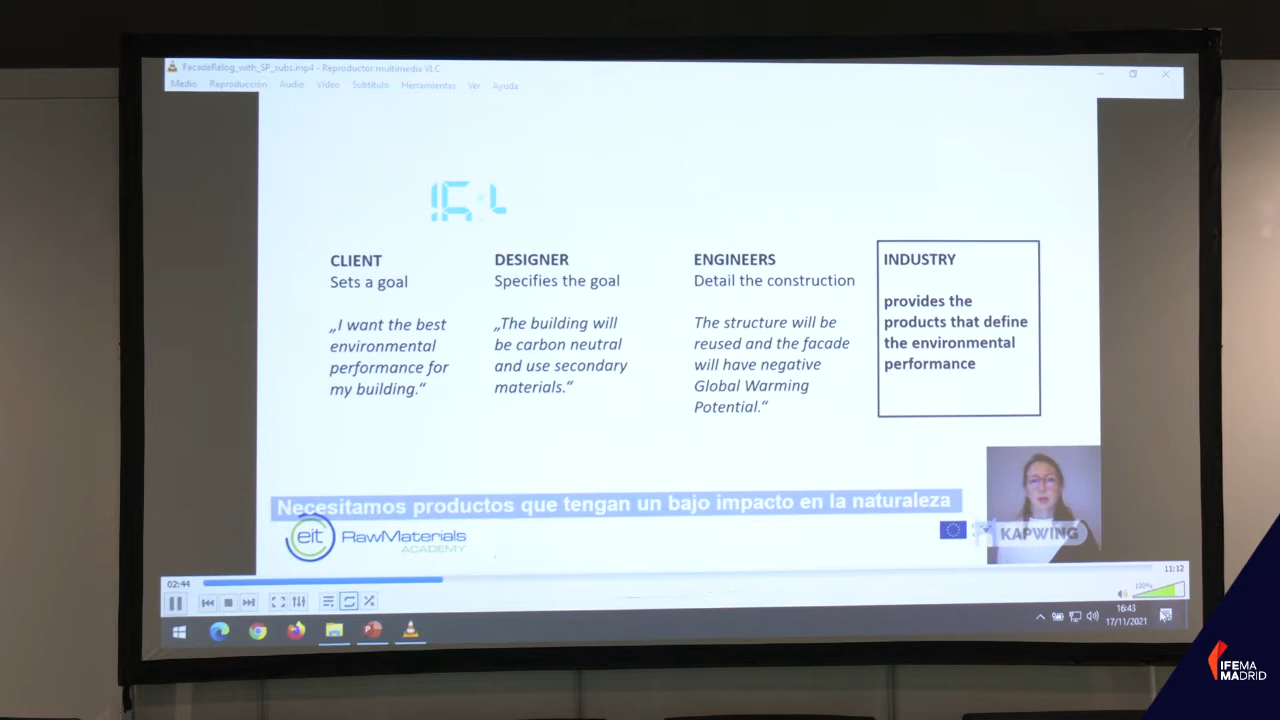 FacadeRelog_with_SP_subs.mp4 - Reproductor multimedia VLC
Medio Reproducción Audio Video Subtítulo Herramientas Ver Ayuda
CLIENT
Sets a goal
„I want the best
environmental
performance for
my building.“
DESIGNER
Specifies the goal
„The building will
be carbon neutral
and use secondary
materials.“
ENGINEERS
Detail the construction
The structure will be
reused and the facade
will have negative
Global Warming
Potential.“
INDUSTRY
provides the
products that define
the environmental
performance
Necesitamos productos que tengan un bajo impacto en la naturaleza
eit RawMaterials
ACADEMY
KAPWING
02:44
11:12
100%
16:43
17/11/2021
IFEMA
MADRID